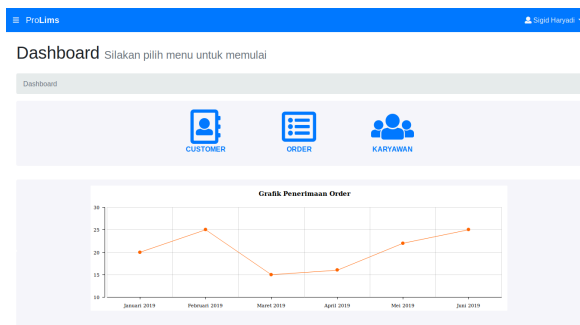 ≡ ProLims
Sigid Haryadi
Dashboard Silakan pilih menu untuk memulai
Dashboard
CUSTOMER ORDER KARYAWAN
Grafik Penerimaan Order
30
25
20
15
10
Januari 2019 Februari 2019 Maret 2019 April 2019 Mei 2019 Juni 2019